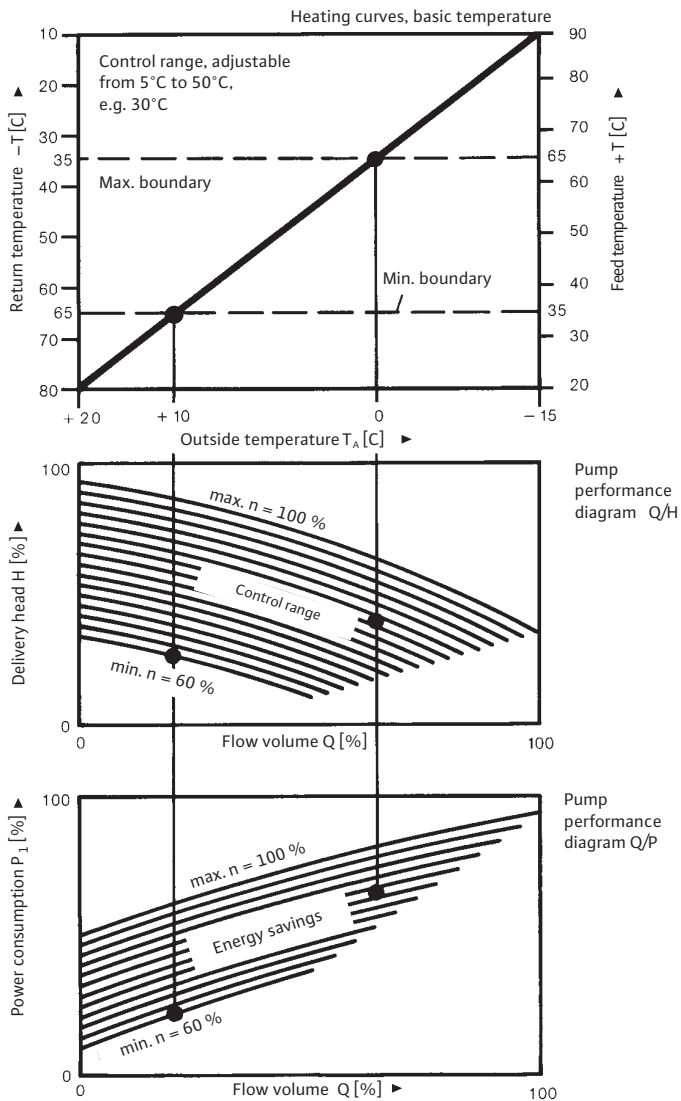 Heating curves, basic temperature
10
20
30
35
40
50
60
65
70
80
Return temperature – T [C] ►
Control range, adjustable
from 5°C to 50°C,
e.g. 30°C
Max. boundary
Min. boundary
90
80
70
65
60
50
40
35
30
20
Feed temperature + T [C] ►
+ 20
+ 10
0
– 15
Outside temperature T_A [C] ►
Pump
performance
diagram Q/H
100
0
Delivery head H [%] ►
max. n = 100 %
Control range
min. n = 60 %
0
Flow volume Q [%]
100
Pump
performance
diagram Q/P
100
0
Power consumption P_1 [%] ►
max. n = 100 %
Energy savings
min. n = 60 %
0
Flow volume Q [%] ►
100